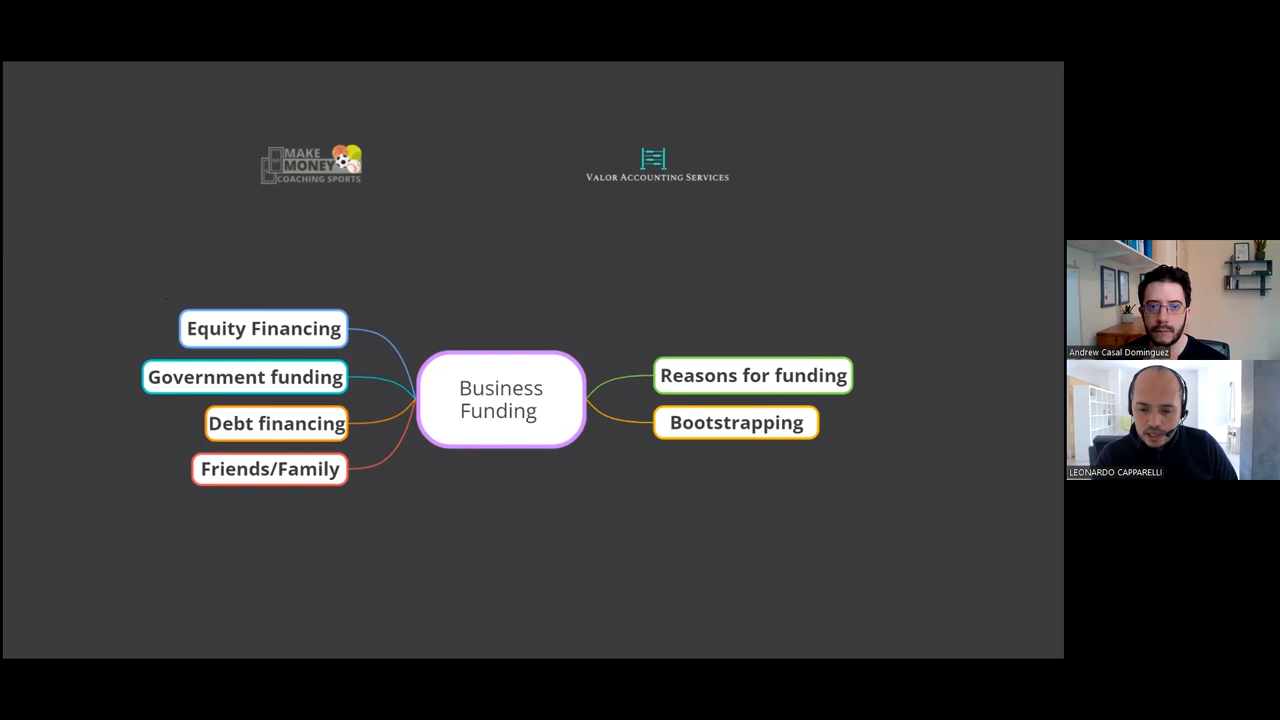 MAKE
MONEY
COACHING SPORTS
VALOR ACCOUNTING SERVICES
Equity Financing
Government funding
Debt financing
Friends/Family
Business
Funding
Reasons for funding
Bootstrapping
Andrew Casal Dominguez
LEONARDO CAPPARELLI